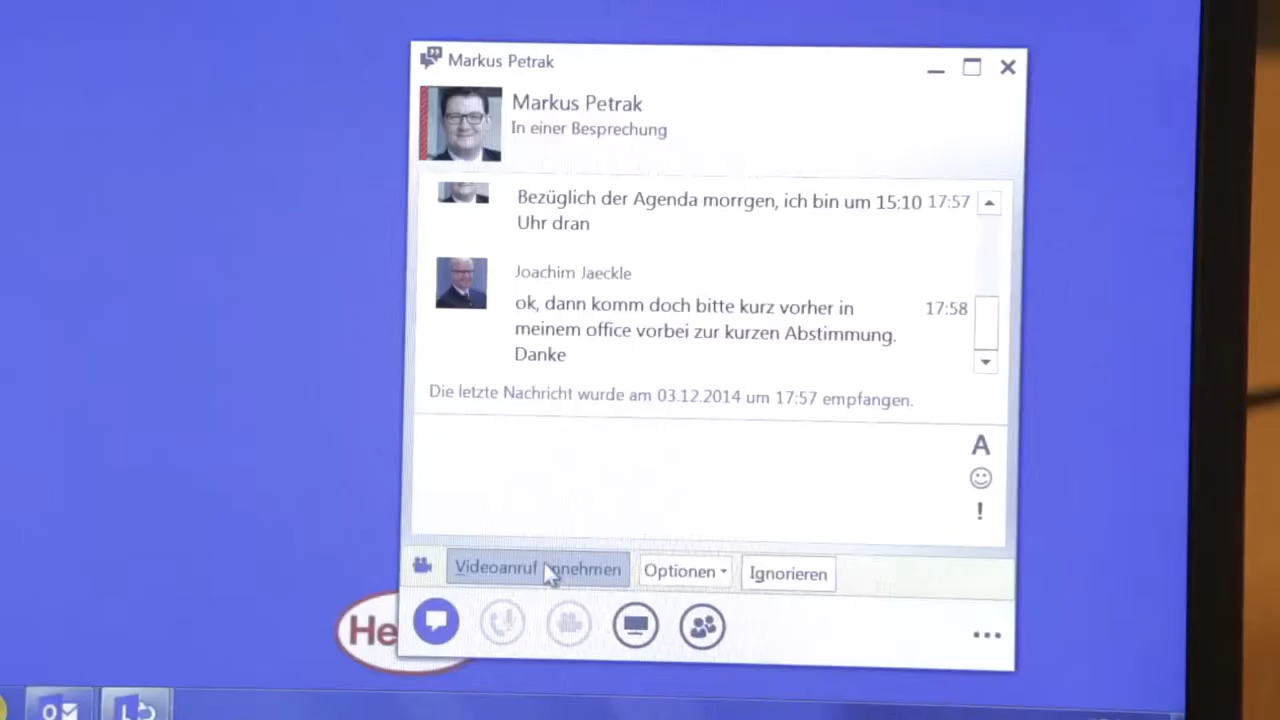 Markus Petrak
Markus Petrak
In einer Besprechung
Bezüglich der Agenda morrgen, ich bin um 15:10 17:57
Uhr dran
Joachim Jaeckle
ok, dann komm doch bitte kurz vorher in 17:58
meinem office vorbei zur kurzen Abstimmung.
Danke
Die letzte Nachricht wurde am 03.12.2014 um 17:57 empfangen.
A
!
Videoanruf annehmen Optionen Ignorieren
He